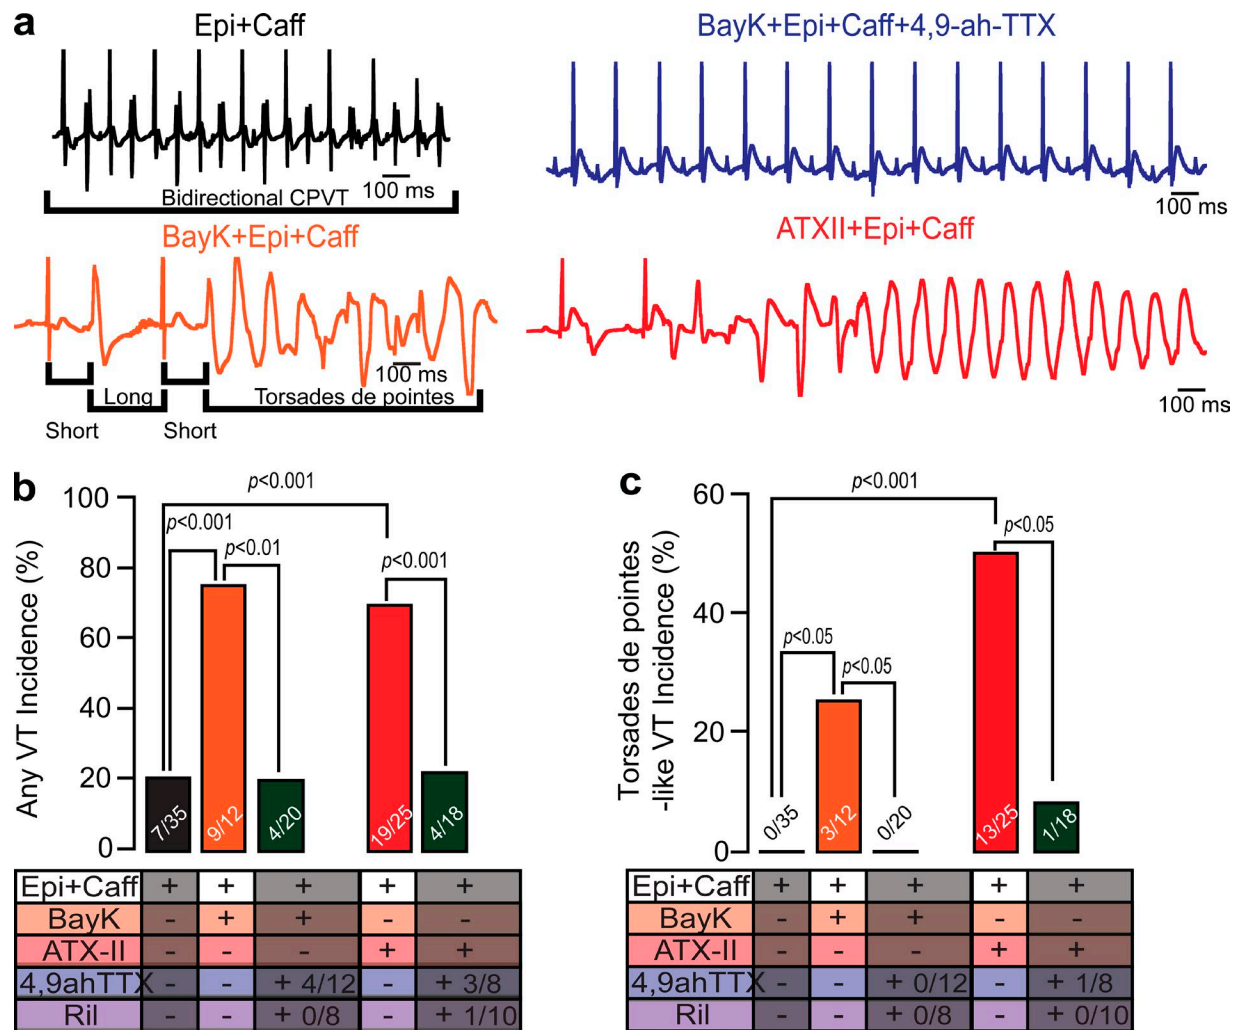 a
Epi+Caff
BayK+Epi+Caff+4,9-ah-TTX
100 ms
Bidirectional CPVT
100 ms
BayK+Epi+Caff
ATXII+Epi+Caff
100 ms
Long
Torsades de pointes
100 ms
Short
Short
b
Any VT Incidence (%)
100
80
60
40
20
0
p<0.001
p<0.001
p<0.01
p<0.001
7/35
9/12
4/20
19/25
4/18
Epi+Caff + + + + +
BayK - + + - -
ATX-II - - - + +
4,9ahTTX - - + 4/12 - + 3/8
Ril - - + 0/8 - + 1/10
c
Torsades de pointes
-like VT Incidence (%)
60
40
20
0
p<0.001
p<0.05
p<0.05
p<0.05
0/35
3/12
0/20
13/25
1/18
Epi+Caff + + + + +
BayK - + + - -
ATX-II - - - + +
4,9ahTTX - - + 0/12 - + 1/8
Ril - - + 0/8 - + 0/10